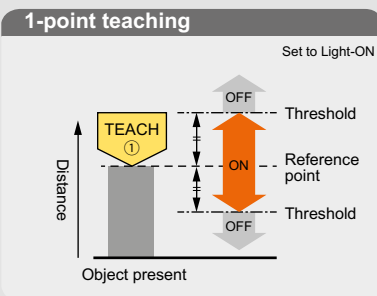 1-point teaching
Set to Light-ON
OFF
TEACH
①
Threshold
ON
Reference
point
Threshold
OFF
Distance
Object present